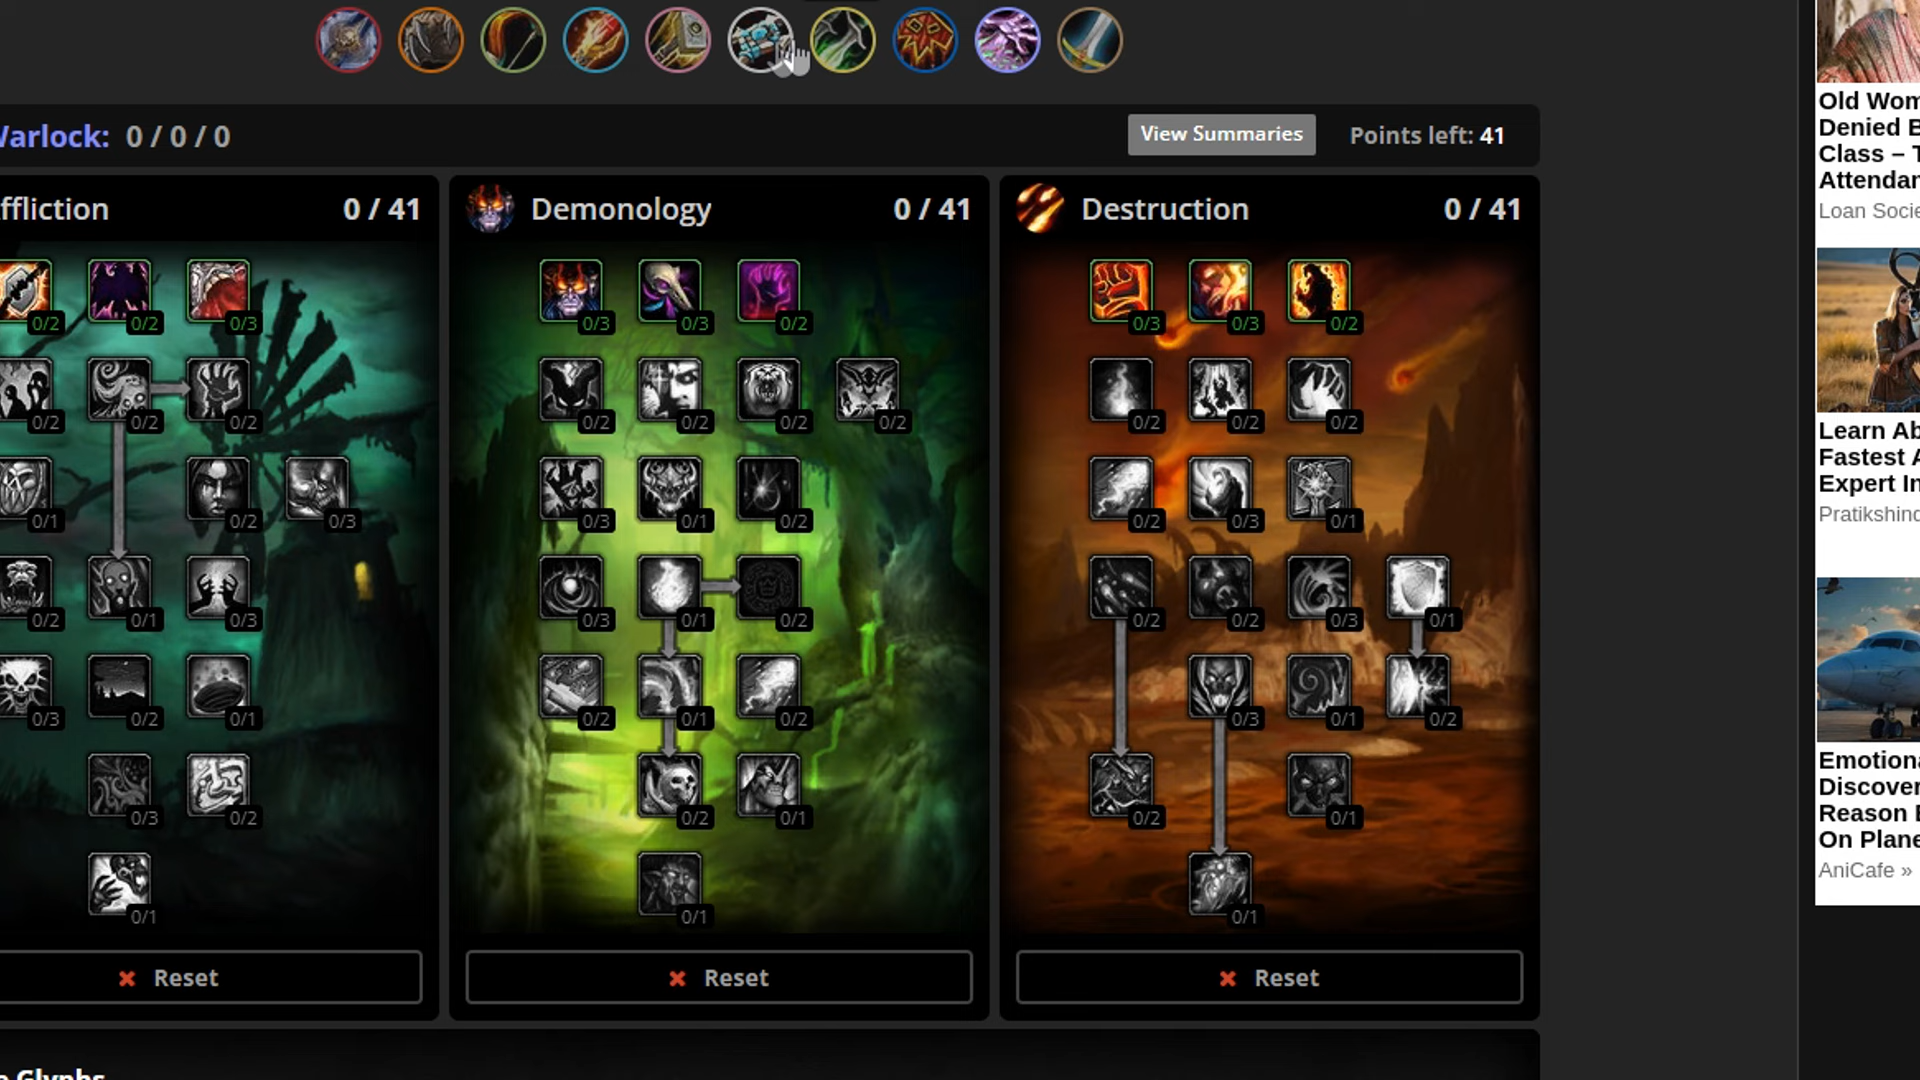 Warlock: 0 / 0 / 0
View Summaries
Points left: 41
ffliction 0 / 41
Demonology 0 / 41
Destruction 0 / 41
0/2 0/2 0/3
0/3 0/3 0/2
0/3 0/3 0/2
0/2 0/2 0/2
0/2 0/2 0/2 0/2
0/2 0/2 0/2
0/1 0/2 0/3
0/3 0/1 0/2
0/2 0/3 0/1
0/2 0/1 0/3
0/3 0/1 0/2
0/2 0/2 0/3 0/1
0/3 0/2 0/1
0/2 0/1 0/2
0/3 0/1 0/2
0/3 0/2
0/2 0/1
0/2 0/1
0/1
0/1
0/1
Reset
Reset
Reset
Glyphs
Old Wom
Denied B
Class – T
Attendan
Loan Socie
Learn Ab
Fastest A
Expert In
Pratikshind
Emotiona
Discover
Reason B
On Plane
AniCafe »